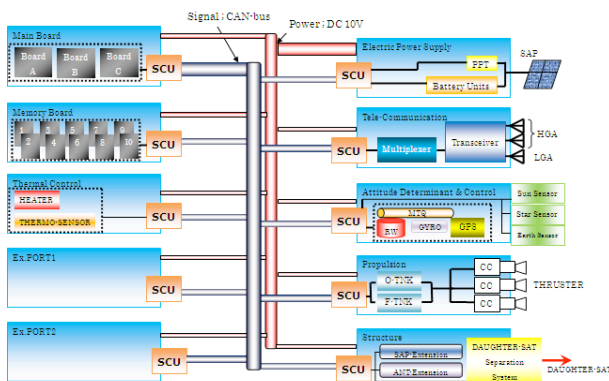 Signal; CAN-bus
Power; DC 10V
Main Board
Board
A
Board
B
Board
C
SCU
Memory Board
1 3 5 7 9
2 4 6 8 10
SCU
Thermal Control
HEATER
THERMO-SENSOR
SCU
Ex.PORT1
SCU
Ex.PORT2
SCU
Electric Power Supply
SAP
SCU
PPT
Battery Units
Tele-Communication
SCU
Multiplexer
Transceiver
HGA
LGA
Attitude Determinant & Control
SCU
MTQ
RW
GYRO
GPS
Sun Sensor
Star Sensor
Earth Sensor
Propulsion
SCU
O-TNK
F-TNK
CC
CC
CC
THRUSTER
Structure
SCU
SAP-Extension
ANT-Extension
DAUGHTER-SAT
Separation
System
DAUGHTER-SAT